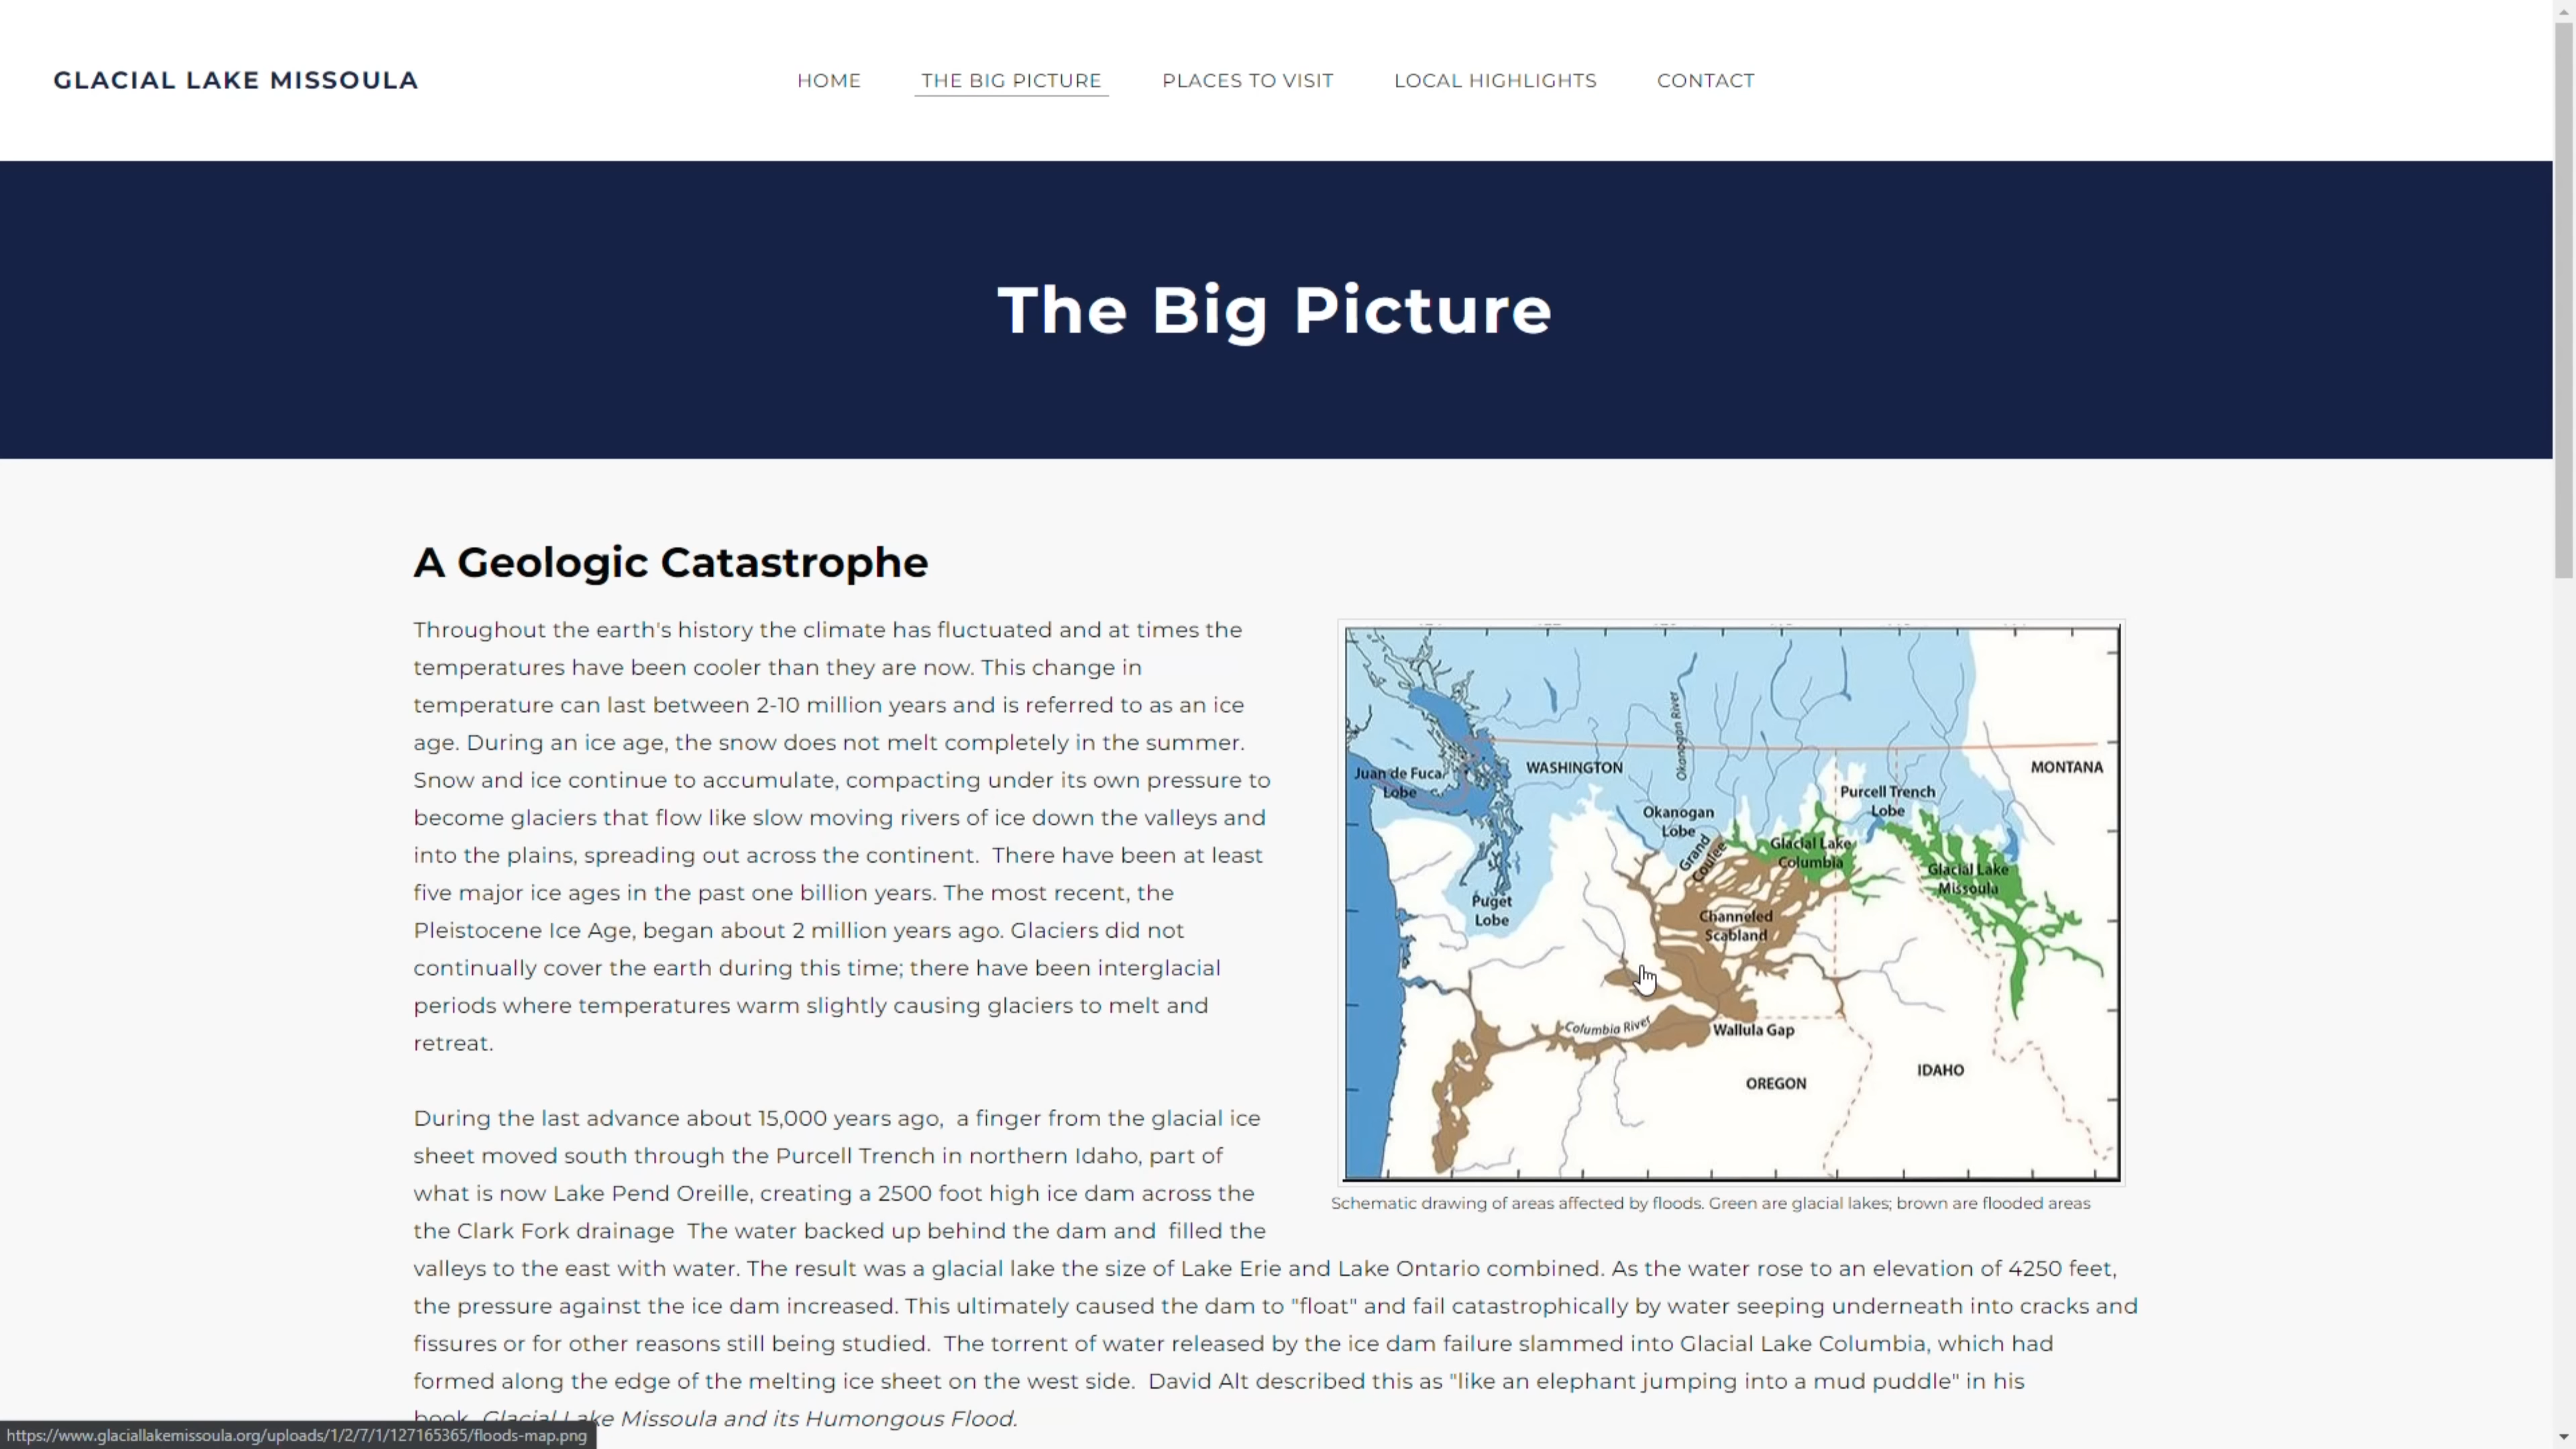 GLACIAL LAKE MISSOULA
HOME
THE BIG PICTURE
PLACES TO VISIT
LOCAL HIGHLIGHTS
CONTACT
The Big Picture
A Geologic Catastrophe
Throughout the earth's history the climate has fluctuated and at times the
temperatures have been cooler than they are now. This change in
temperature can last between 2-10 million years and is referred to as an ice
age. During an ice age, the snow does not melt completely in the summer.
Snow and ice continue to accumulate, compacting under its own pressure to
become glaciers that flow like slow moving rivers of ice down the valleys and
into the plains, spreading out across the continent.  There have been at least
five major ice ages in the past one billion years. The most recent, the
Pleistocene Ice Age, began about 2 million years ago. Glaciers did not
continually cover the earth during this time; there have been interglacial
periods where temperatures warm slightly causing glaciers to melt and
retreat.
During the last advance about 15,000 years ago,  a finger from the glacial ice
sheet moved south through the Purcell Trench in northern Idaho, part of
what is now Lake Pend Oreille, creating a 2500 foot high ice dam across the
the Clark Fork drainage  The water backed up behind the dam and  filled the
valleys to the east with water. The result was a glacial lake the size of Lake Erie and Lake Ontario combined. As the water rose to an elevation of 4250 feet,
the pressure against the ice dam increased. This ultimately caused the dam to "float" and fail catastrophically by water seeping underneath into cracks and
fissures or for other reasons still being studied.  The torrent of water released by the ice dam failure slammed into Glacial Lake Columbia, which had
formed along the edge of the melting ice sheet on the west side.  David Alt described this as "like an elephant jumping into a mud puddle" in his
book, Glacial Lake Missoula and its Humongous Flood.
Okanogan River
Juan de Fuca
Lobe
WASHINGTON
MONTANA
Purcell Trench
Lobe
Okanogan
Lobe
Grand
Coulee
Glacial Lake
Columbia
Glacial Lake
Missoula
Puget
Lobe
Channeled
Scabland
Columbia River
Wallula Gap
OREGON
IDAHO
Schematic drawing of areas affected by floods. Green are glacial lakes; brown are flooded areas
https://www.glaciallakemissoula.org/uploads/1/2/7/1/127165365/floods-map.png